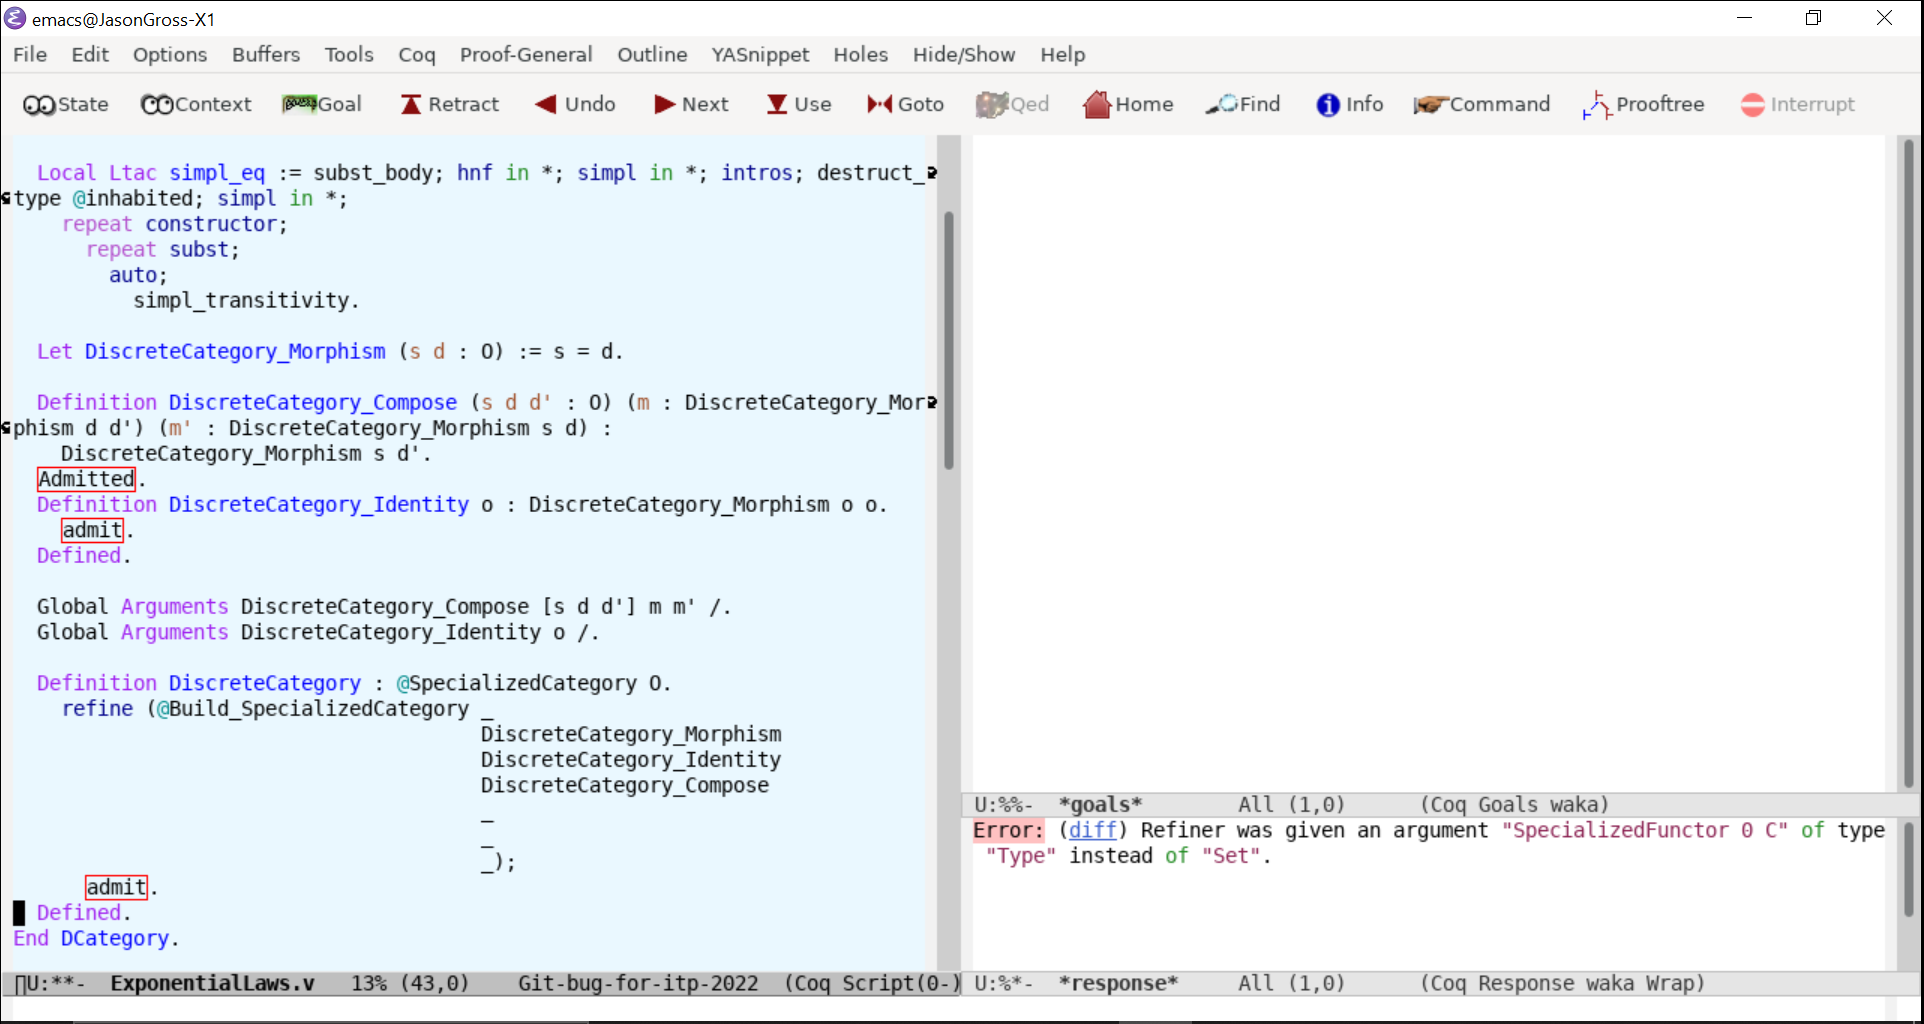 emacs@JasonGross-X1
File Edit Options Buffers Tools Coq Proof-General Outline YASnippet Holes Hide/Show Help
State Context Goal Retract Undo Next Use Goto Qed Home Find Info Command Prooftree Interrupt
Local Ltac simpl_eq := subst_body; hnf in *; simpl in *; intros; destruct_
type @inhabited; simpl in *;
repeat constructor;
repeat subst;
auto;
simpl_transitivity.
Let DiscreteCategory_Morphism (s d : O) := s = d.
Definition DiscreteCategory_Compose (s d d' : O) (m : DiscreteCategory_Mor
phism d d') (m' : DiscreteCategory_Morphism s d) :
DiscreteCategory_Morphism s d'.
Admitted.
Definition DiscreteCategory_Identity o : DiscreteCategory_Morphism o o.
admit.
Defined.
Global Arguments DiscreteCategory_Compose [s d d'] m m' /.
Global Arguments DiscreteCategory_Identity o /.
Definition DiscreteCategory : @SpecializedCategory O.
refine (@Build_SpecializedCategory _
DiscreteCategory_Morphism
DiscreteCategory_Identity
DiscreteCategory_Compose
_
_
_);
admit.
Defined.
End DCategory.
U:**- ExponentialLaws.v 13% (43,0) Git-bug-for-itp-2022 (Coq Script(0-)
U:%%- *goals* All (1,0) (Coq Goals waka)
Error: (diff) Refiner was given an argument "SpecializedFunctor 0 C" of type
"Type" instead of "Set".
U:%*- *response* All (1,0) (Coq Response waka Wrap)